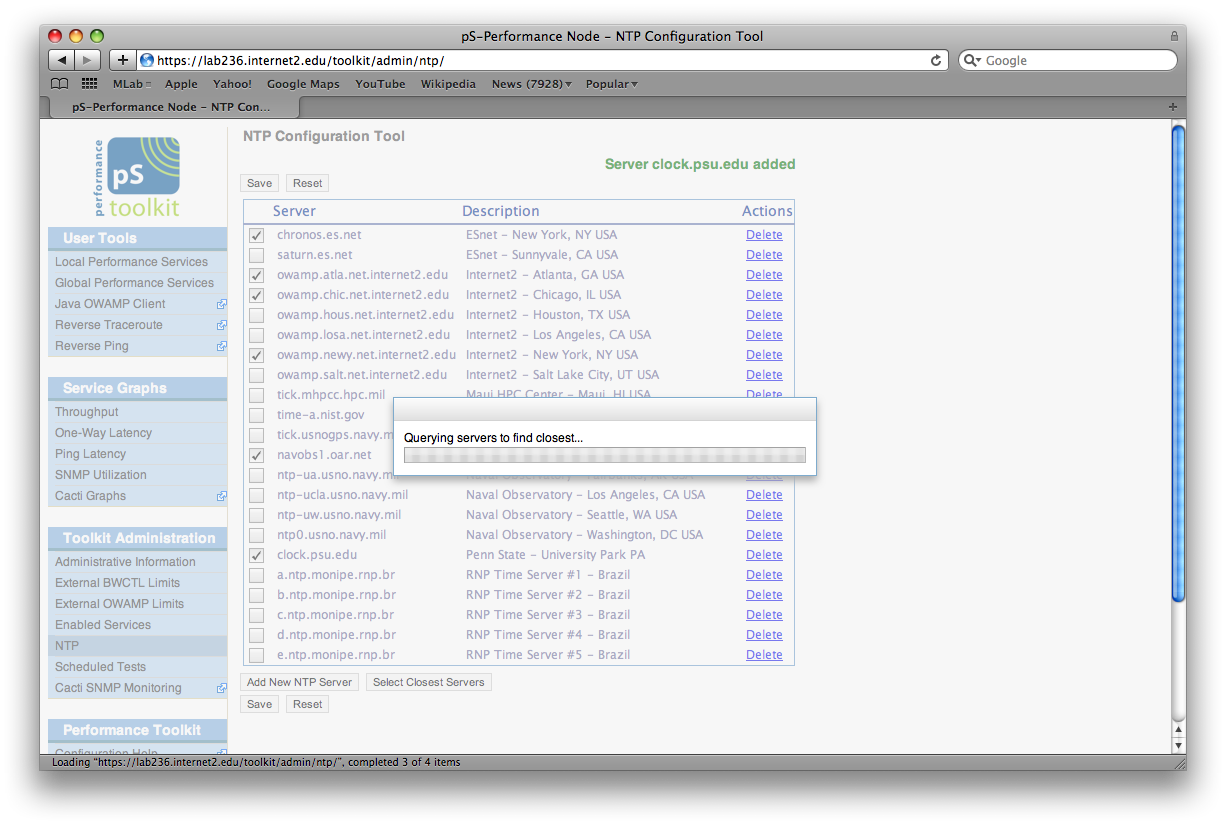 pS-Performance Node – NTP Configuration Tool
https://lab236.internet2.edu/toolkit/admin/ntp/
Google
MLab Apple Yahoo! Google Maps YouTube Wikipedia News (7928) Popular
pS-Performance Node – NTP Con...
performance
pS
toolkit
User Tools
Local Performance Services
Global Performance Services
Java OWAMP Client
Reverse Traceroute
Reverse Ping
Service Graphs
Throughput
One-Way Latency
Ping Latency
SNMP Utilization
Cacti Graphs
Toolkit Administration
Administrative Information
External BWCTL Limits
External OWAMP Limits
Enabled Services
NTP
Scheduled Tests
Cacti SNMP Monitoring
Performance Toolkit
Configuration Help
NTP Configuration Tool
Server clock.psu.edu added
Save Reset
Server Description Actions
chronos.es.net ESnet – New York, NY USA Delete
saturn.es.net ESnet – Sunnyvale, CA USA Delete
owamp.atla.net.internet2.edu Internet2 – Atlanta, GA USA Delete
owamp.chic.net.internet2.edu Internet2 – Chicago, IL USA Delete
owamp.hous.net.internet2.edu Internet2 – Houston, TX USA Delete
owamp.losa.net.internet2.edu Internet2 – Los Angeles, CA USA Delete
owamp.newy.net.internet2.edu Internet2 – New York, NY USA Delete
owamp.salt.net.internet2.edu Internet2 – Salt Lake City, UT USA Delete
tick.mhpcc.hpc.mil Maui HPC Center – Maui, HI USA Delete
time-a.nist.gov
tick.usnogps.navy.m
navobs1.oar.net
Querying servers to find closest...
ntp-ua.usno.navy.m
ntp-ucla.usno.navy.mil Naval Observatory – Los Angeles, CA USA Delete
ntp-uw.usno.navy.mil Naval Observatory – Seattle, WA USA Delete
ntp0.usno.navy.mil Naval Observatory – Washington, DC USA Delete
clock.psu.edu Penn State – University Park PA Delete
a.ntp.monipe.rnp.br RNP Time Server #1 – Brazil Delete
b.ntp.monipe.rnp.br RNP Time Server #2 – Brazil Delete
c.ntp.monipe.rnp.br RNP Time Server #3 – Brazil Delete
d.ntp.monipe.rnp.br RNP Time Server #4 – Brazil Delete
e.ntp.monipe.rnp.br RNP Time Server #5 – Brazil Delete
Add New NTP Server Select Closest Servers
Save Reset
Loading “https://lab236.internet2.edu/toolkit/admin/ntp/”, completed 3 of 4 items